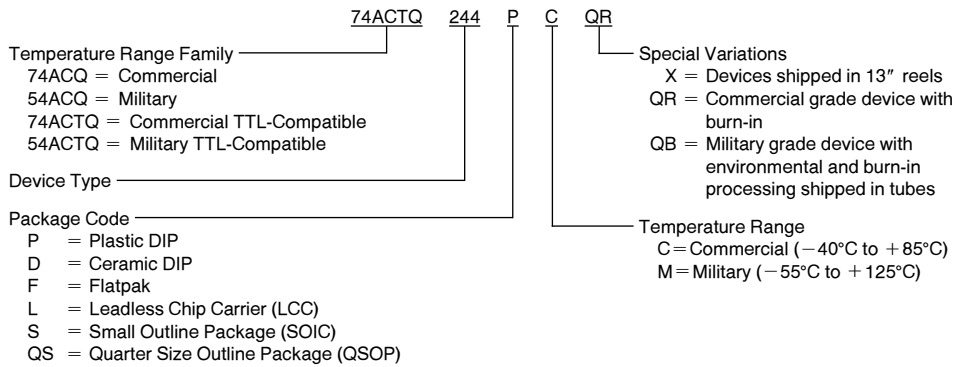 74ACTQ 244 P C QR
Temperature Range Family
74ACQ = Commercial
54ACQ = Military
74ACTQ = Commercial TTL-Compatible
54ACTQ = Military TTL-Compatible
Device Type
Package Code
P = Plastic DIP
D = Ceramic DIP
F = Flatpak
L = Leadless Chip Carrier (LCC)
S = Small Outline Package (SOIC)
QS = Quarter Size Outline Package (QSOP)
Special Variations
X = Devices shipped in 13″ reels
QR = Commercial grade device with
burn-in
QB = Military grade device with
environmental and burn-in
processing shipped in tubes
Temperature Range
C=Commercial (−40°C to +85°C)
M=Military (−55°C to +125°C)